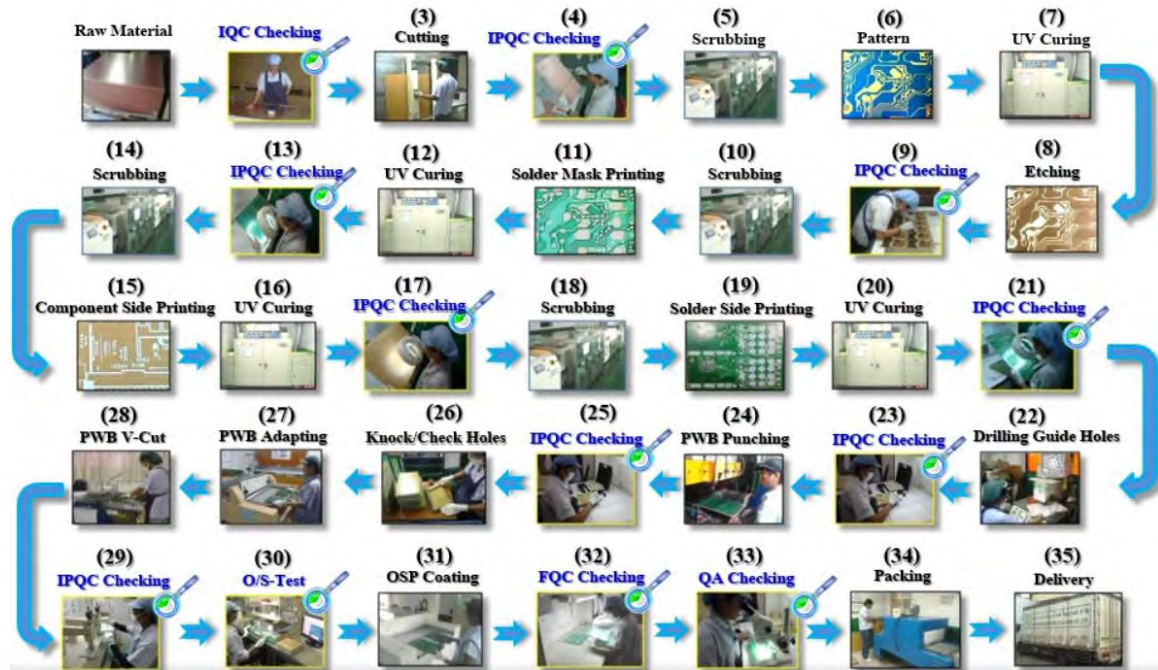 Raw Material
IQC Checking
(3)
Cutting
(4)
IPQC Checking
(5)
Scrubbing
(6)
Pattern
(7)
UV Curing
(14)
Scrubbing
(13)
IPQC Checking
(12)
UV Curing
(11)
Solder Mask Printing
(10)
Scrubbing
(9)
IPQC Checking
(8)
Etching
(15)
Component Side Printing
(16)
UV Curing
(17)
IPQC Checking
(18)
Scrubbing
(19)
Solder Side Printing
(20)
UV Curing
(21)
IPQC Checking
(28)
PWB V-Cut
(27)
PWB Adapting
(26)
Knock/Check Holes
(25)
IPQC Checking
(24)
PWB Punching
(23)
IPQC Checking
(22)
Drilling Guide Holes
(29)
IPQC Checking
(30)
O/S-Test
(31)
OSP Coating
(32)
FQC Checking
(33)
QA Checking
(34)
Packing
(35)
Delivery